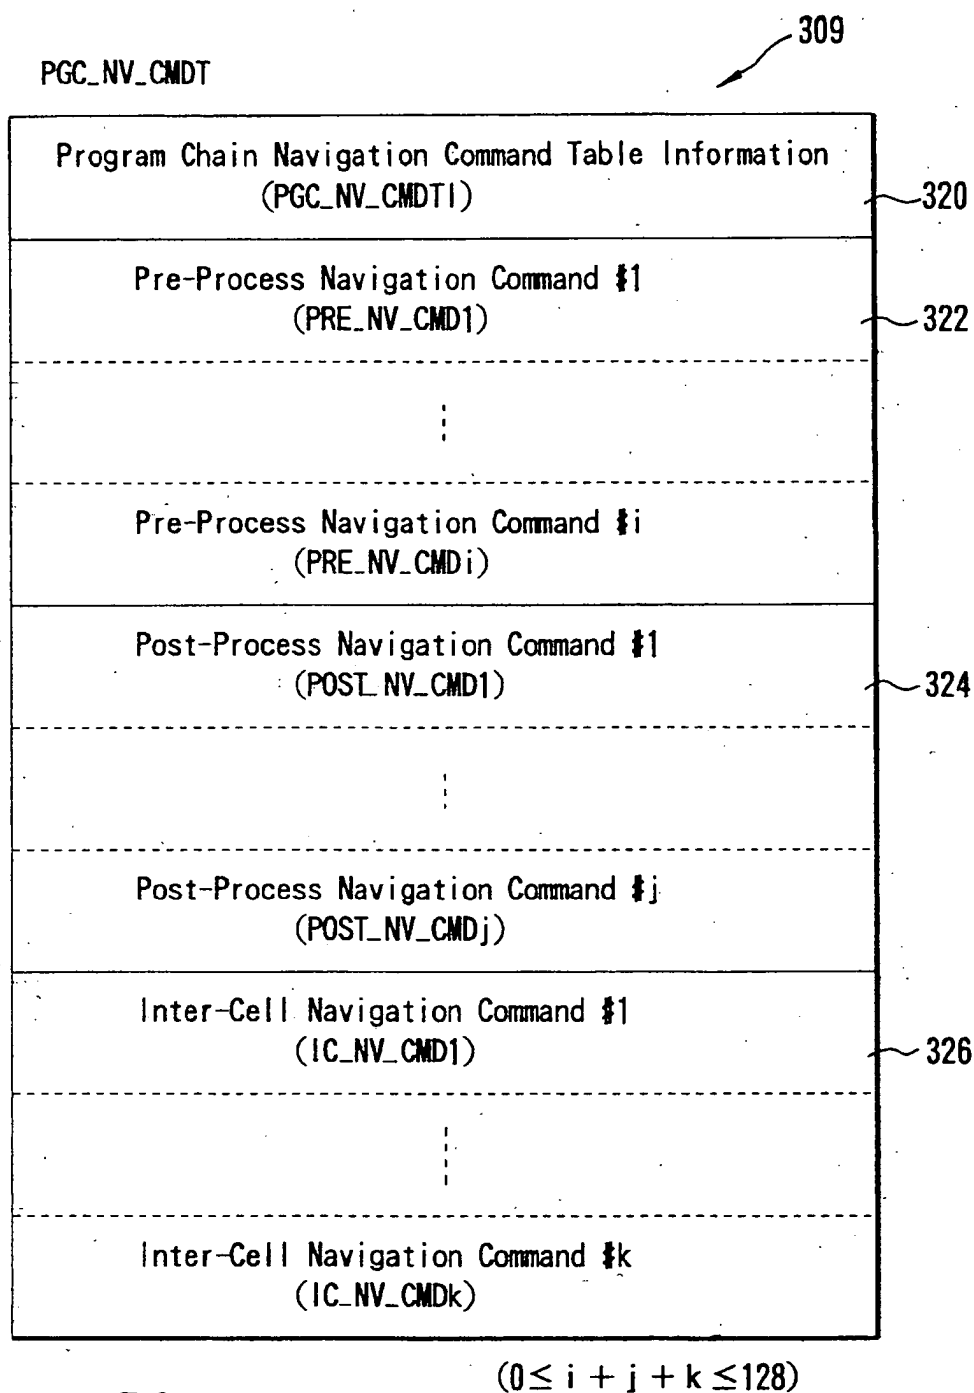 309
PGC_NV_CMDT
Program Chain Navigation Command Table Information
(PGC_NV_CMDTI)
320
Pre-Process Navigation Command #1
(PRE_NV_CMD1)
322
Pre-Process Navigation Command #i
(PRE_NV_CMDi)
Post-Process Navigation Command #1
(POST_NV_CMD1)
324
Post-Process Navigation Command #j
(POST_NV_CMDj)
Inter-Cell Navigation Command #1
(IC_NV_CMD1)
326
Inter-Cell Navigation Command #k
(IC_NV_CMDk)
(0≤ i + j + k ≤128)